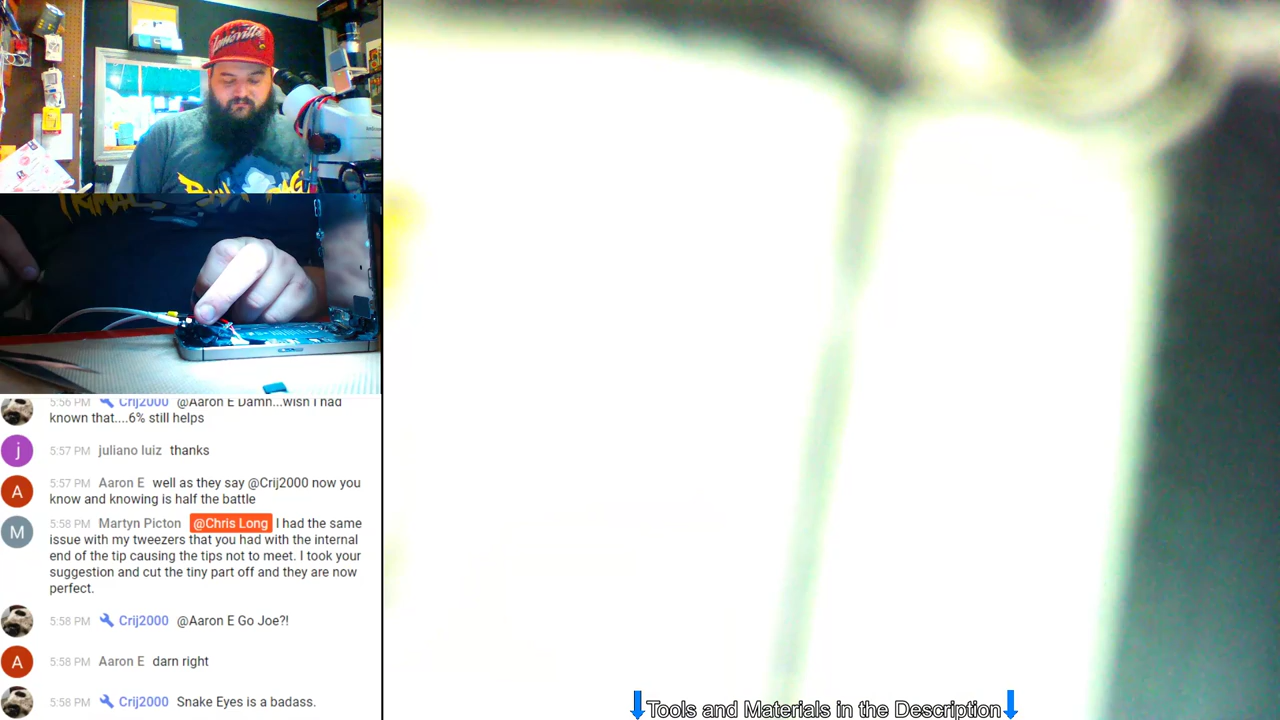 Louisville
5:56 PM Crij2000 @Aaron E Damn...wish I had
known that....6% still helps
j 5:57 PM juliano luiz thanks
A 5:57 PM Aaron E well as they say @Crij2000 now you
know and knowing is half the battle
M 5:58 PM Martyn Picton @Chris Long I had the same
issue with my tweezers that you had with the internal
end of the tip causing the tips not to meet. I took your
suggestion and cut the tiny part off and they are now
perfect.
5:58 PM Crij2000 @Aaron E Go Joe?!
A 5:58 PM Aaron E darn right
5:58 PM Crij2000 Snake Eyes is a badass.
Tools and Materials in the Description